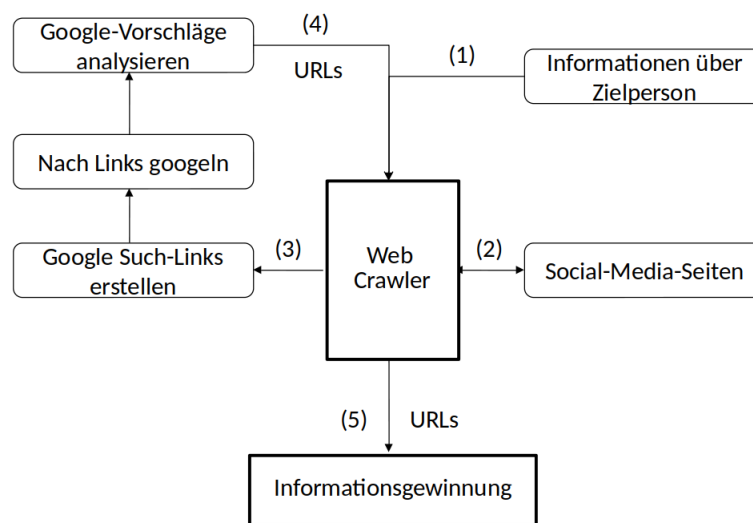 Google-Vorschläge
analysieren
(4)
URLs
(1)
Informationen über
Zielperson
Nach Links googeln
Google Such-Links
erstellen
(3)
Web
Crawler
(2)
Social-Media-Seiten
(5)
URLs
Informationsgewinnung